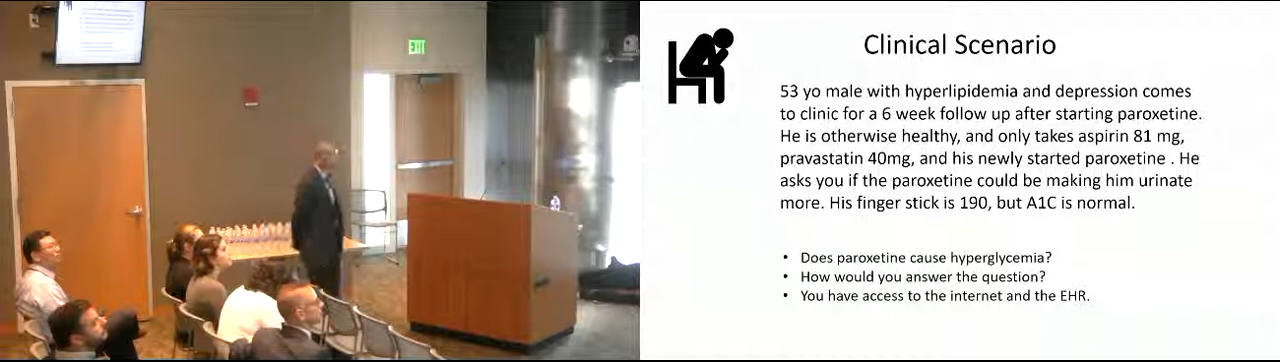 EXIT
Clinical Scenario
53 yo male with hyperlipidemia and depression comes
to clinic for a 6 week follow up after starting paroxetine.
He is otherwise healthy, and only takes aspirin 81 mg,
pravastatin 40mg, and his newly started paroxetine . He
asks you if the paroxetine could be making him urinate
more. His finger stick is 190, but A1C is normal.
• Does paroxetine cause hyperglycemia?
• How would you answer the question?
• You have access to the internet and the EHR.